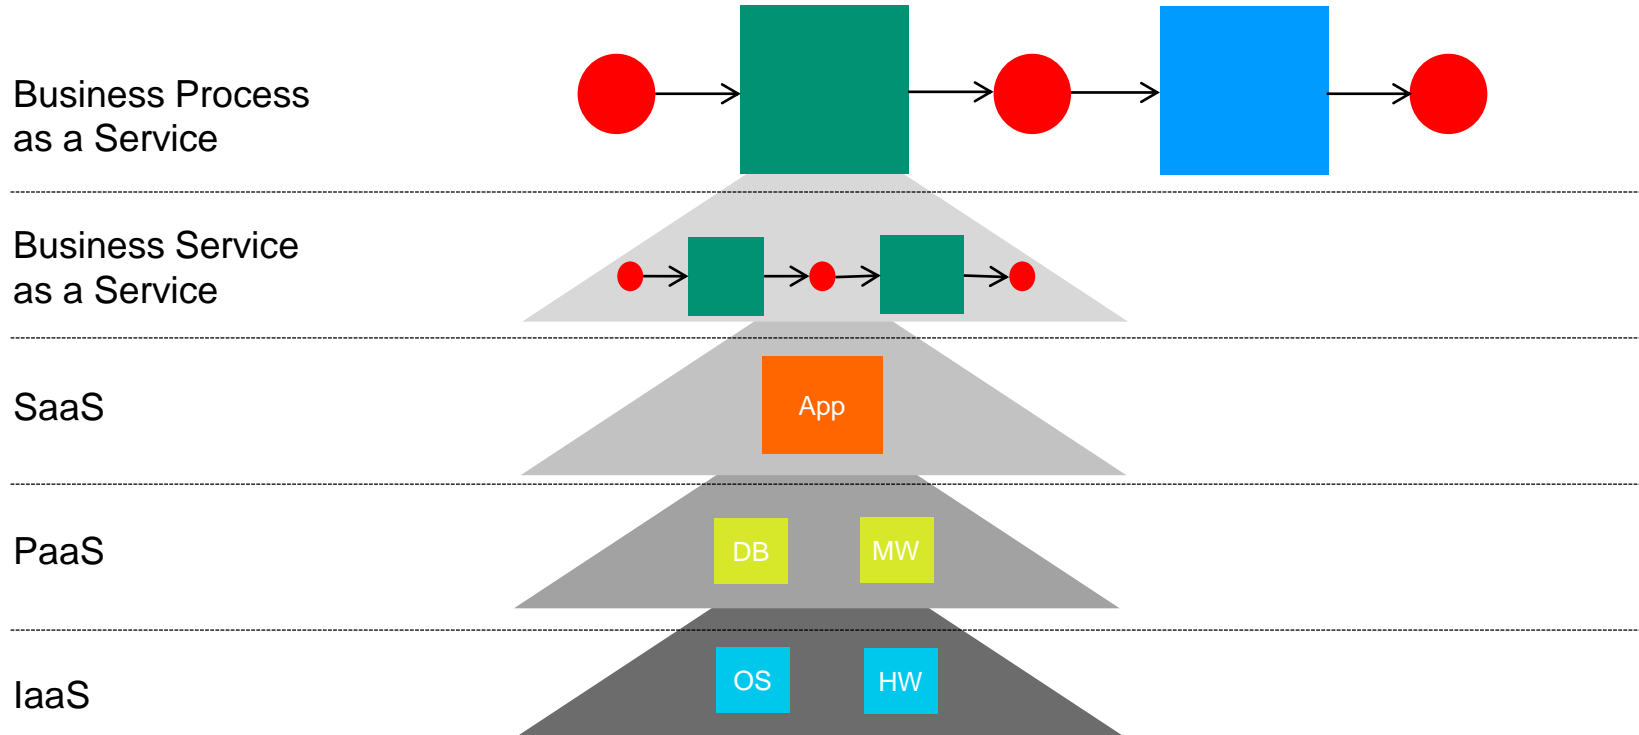 Business Process
as a Service
Business Service
as a Service
SaaS
App
PaaS
DB
MW
IaaS
OS
HW